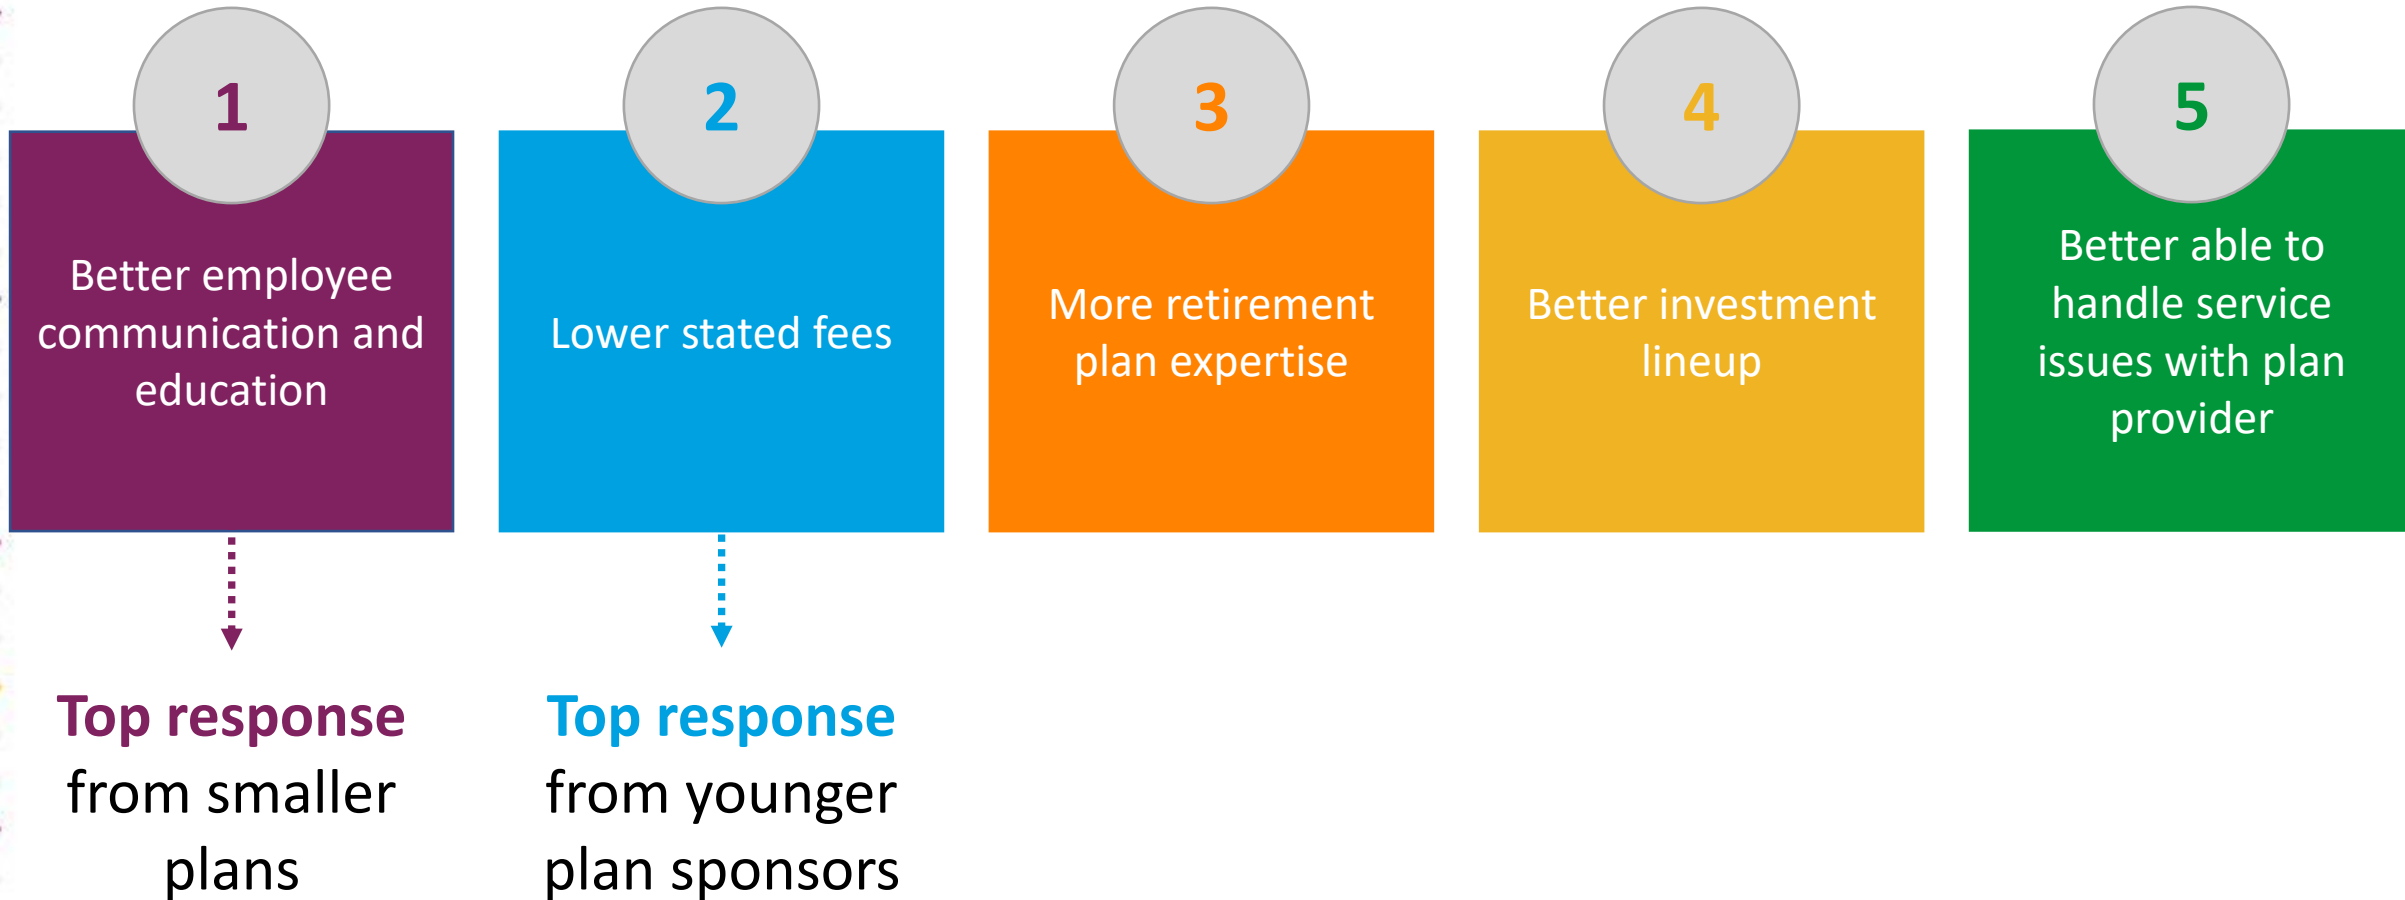 1
Better employee
communication and
education
Top response
from smaller
plans
2
Lower stated fees
Top response
from younger
plan sponsors
3
More retirement
plan expertise
4
Better investment
lineup
5
Better able to
handle service
issues with plan
provider